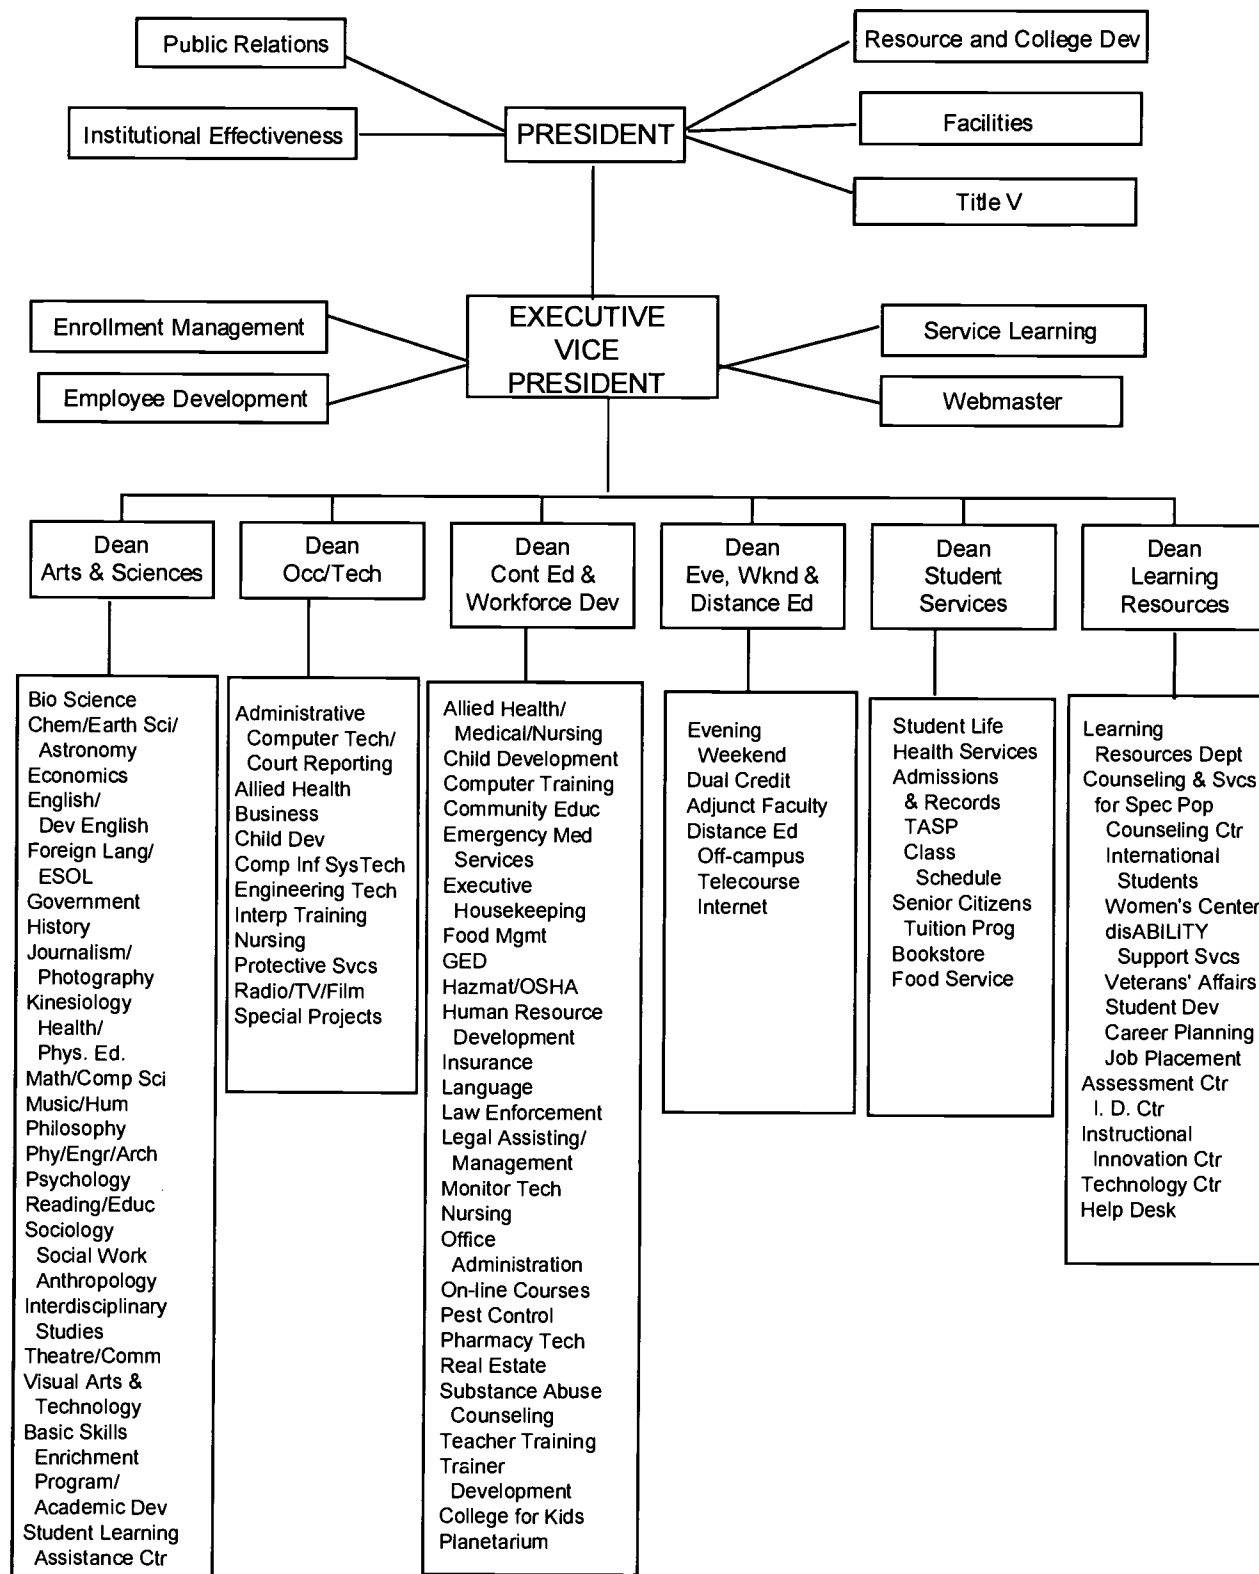 Public Relations
Resource and College Dev
Institutional Effectiveness
PRESIDENT
Facilities
Title V
Enrollment Management
EXECUTIVE
VICE
PRESIDENT
Service Learning
Employee Development
Webmaster
Dean
Arts & Sciences
Dean
Occ/Tech
Dean
Cont Ed &
Workforce Dev
Dean
Eve, Wknd &
Distance Ed
Dean
Student
Services
Dean
Learning
Resources
Bio Science
Chem/Earth Sci/
Astronomy
Economics
English/
Dev English
Foreign Lang/
ESOL
Government
History
Journalism/
Photography
Kinesiology
Health/
Phys. Ed.
Math/Comp Sci
Music/Hum
Philosophy
Phy/Engr/Arch
Psychology
Reading/Educ
Sociology
Social Work
Anthropology
Interdisciplinary
Studies
Theatre/Comm
Visual Arts &
Technology
Basic Skills
Enrichment
Program/
Academic Dev
Student Learning
Assistance Ctr
Administrative
Computer Tech/
Court Reporting
Allied Health
Business
Child Dev
Comp Inf SysTech
Engineering Tech
Interp Training
Nursing
Protective Svcs
Radio/TV/Film
Special Projects
Allied Health/
Medical/Nursing
Child Development
Computer Training
Community Educ
Emergency Med
Services
Executive
Housekeeping
Food Mgmt
GED
Hazmat/OSHA
Human Resource
Development
Insurance
Language
Law Enforcement
Legal Assisting/
Management
Monitor Tech
Nursing
Office
Administration
On-line Courses
Pest Control
Pharmacy Tech
Real Estate
Substance Abuse
Counseling
Teacher Training
Trainer
Development
College for Kids
Planetarium
Evening
Weekend
Dual Credit
Adjunct Faculty
Distance Ed
Off-campus
Telecourse
Internet
Student Life
Health Services
Admissions
& Records
TASP
Class
Schedule
Senior Citizens
Tuition Prog
Bookstore
Food Service
Learning
Resources Dept
Counseling & Svcs
for Spec Pop
Counseling Ctr
International
Students
Women's Center
disABILITY
Support Svcs
Veterans' Affairs
Student Dev
Career Planning
Job Placement
Assessment Ctr
I. D. Ctr
Instructional
Innovation Ctr
Technology Ctr
Help Desk